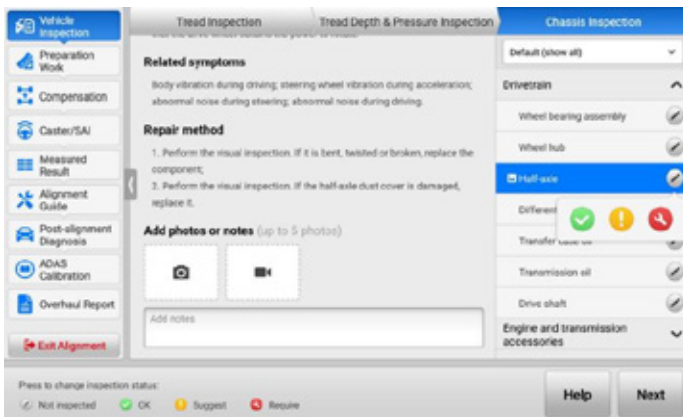 Vehicle
Inspection
Preparation
Work
Compensation
Caster/SAI
Measured
Result
Alignment
Guide
Post-alignment
Diagnosis
ADAS
Calibration
Overhaul Report
Exit Alignment
Tread Inspection
Tread Depth & Pressure Inspection
Chassis Inspection
Related symptoms
Body vibration during driving; steering wheel vibration during acceleration;
abnormal noise during steering; abnormal noise during driving.
Repair method
1. Perform the visual inspection. If it is bent, twisted or broken, replace the
component;
2. Perform the visual inspection. If the half-axle dust cover is damaged,
replace it.
Add photos or notes (up to 5 photos)
Add notes
Default (show all)
Drivetrain
Wheel bearing assembly
Wheel hub
Half-axle
Different
Transfer case oil
Transmission oil
Drive shaft
Engine and transmission
accessories
Press to change inspection status:
Not inspected
OK
Suggest
Require
Help
Next